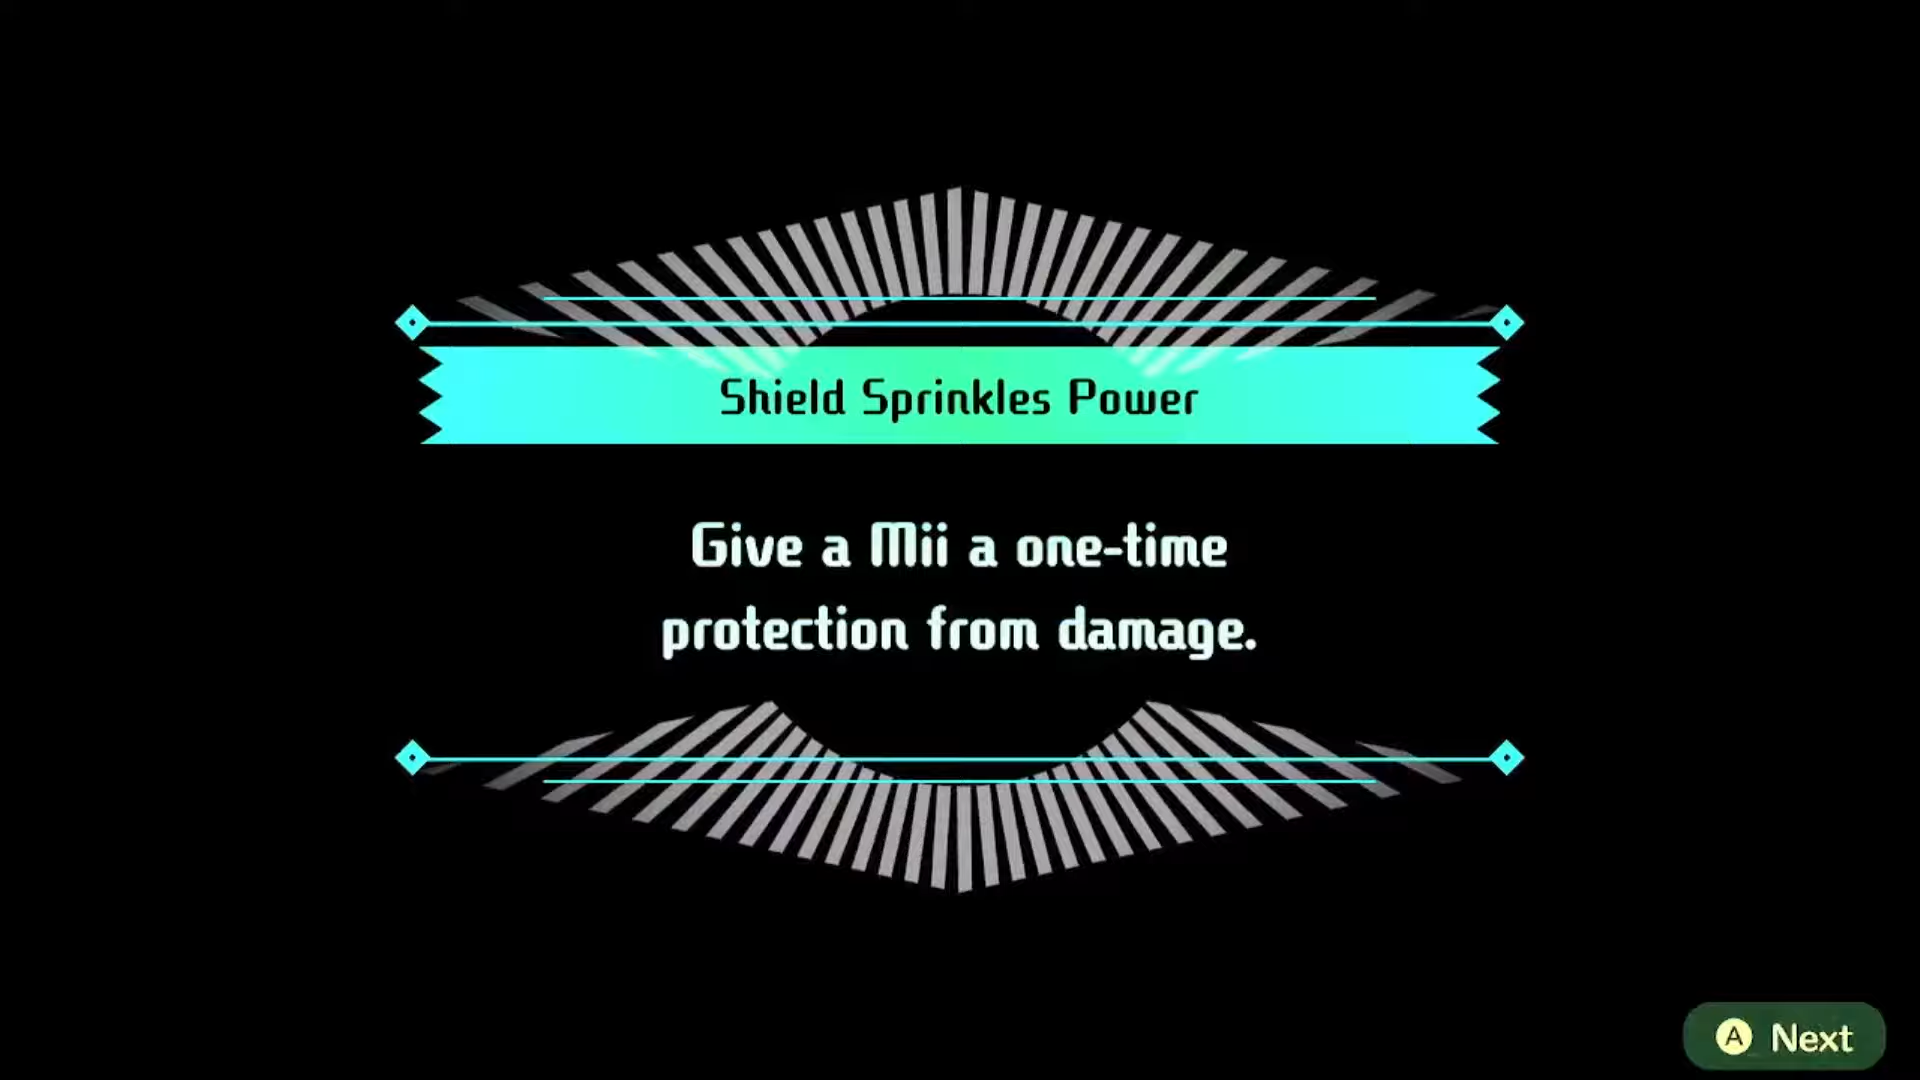 Shield Sprinkles Power
Give a Mii a one-time
protection from damage.
A Next